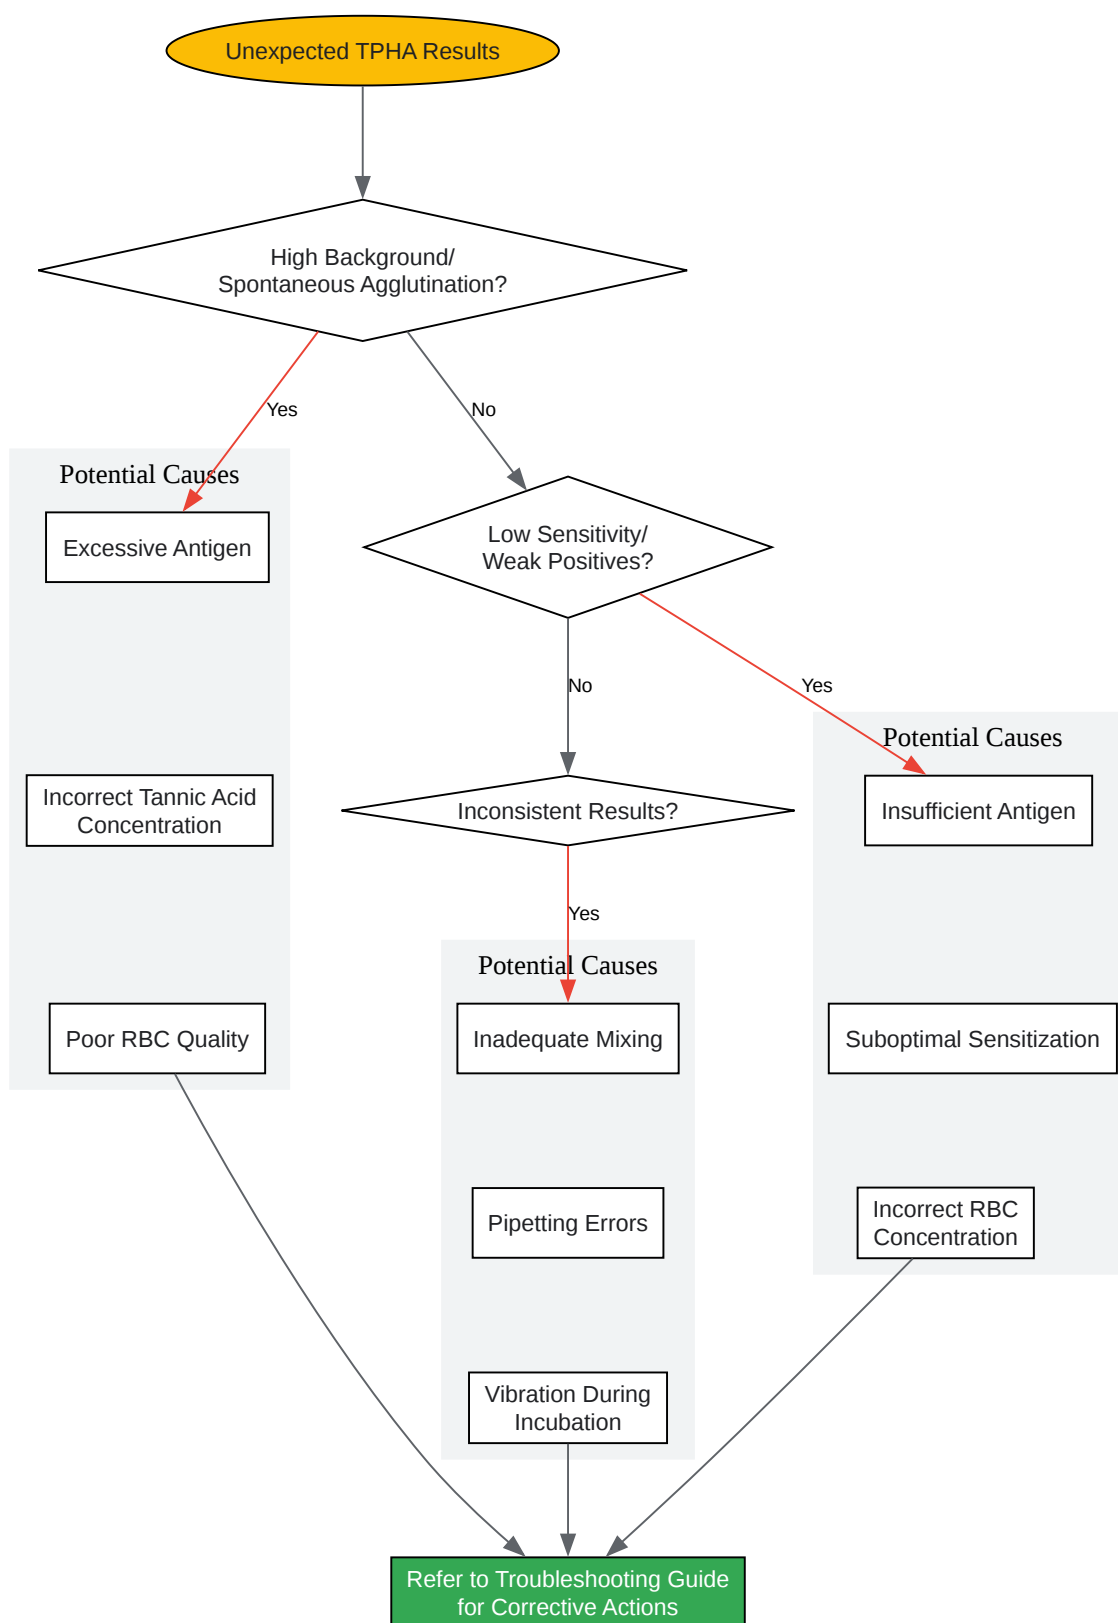 Unexpected TPHA Results
High Background/
Spontaneous Agglutination?
Yes
No
Potential Causes
Excessive Antigen
Incorrect Tannic Acid
Concentration
Poor RBC Quality
Low Sensitivity/
Weak Positives?
No
Yes
Inconsistent Results?
Yes
Potential Causes
Inadequate Mixing
Pipetting Errors
Vibration During
Incubation
Potential Causes
Insufficient Antigen
Suboptimal Sensitization
Incorrect RBC
Concentration
Refer to Troubleshooting Guide
for Corrective Actions